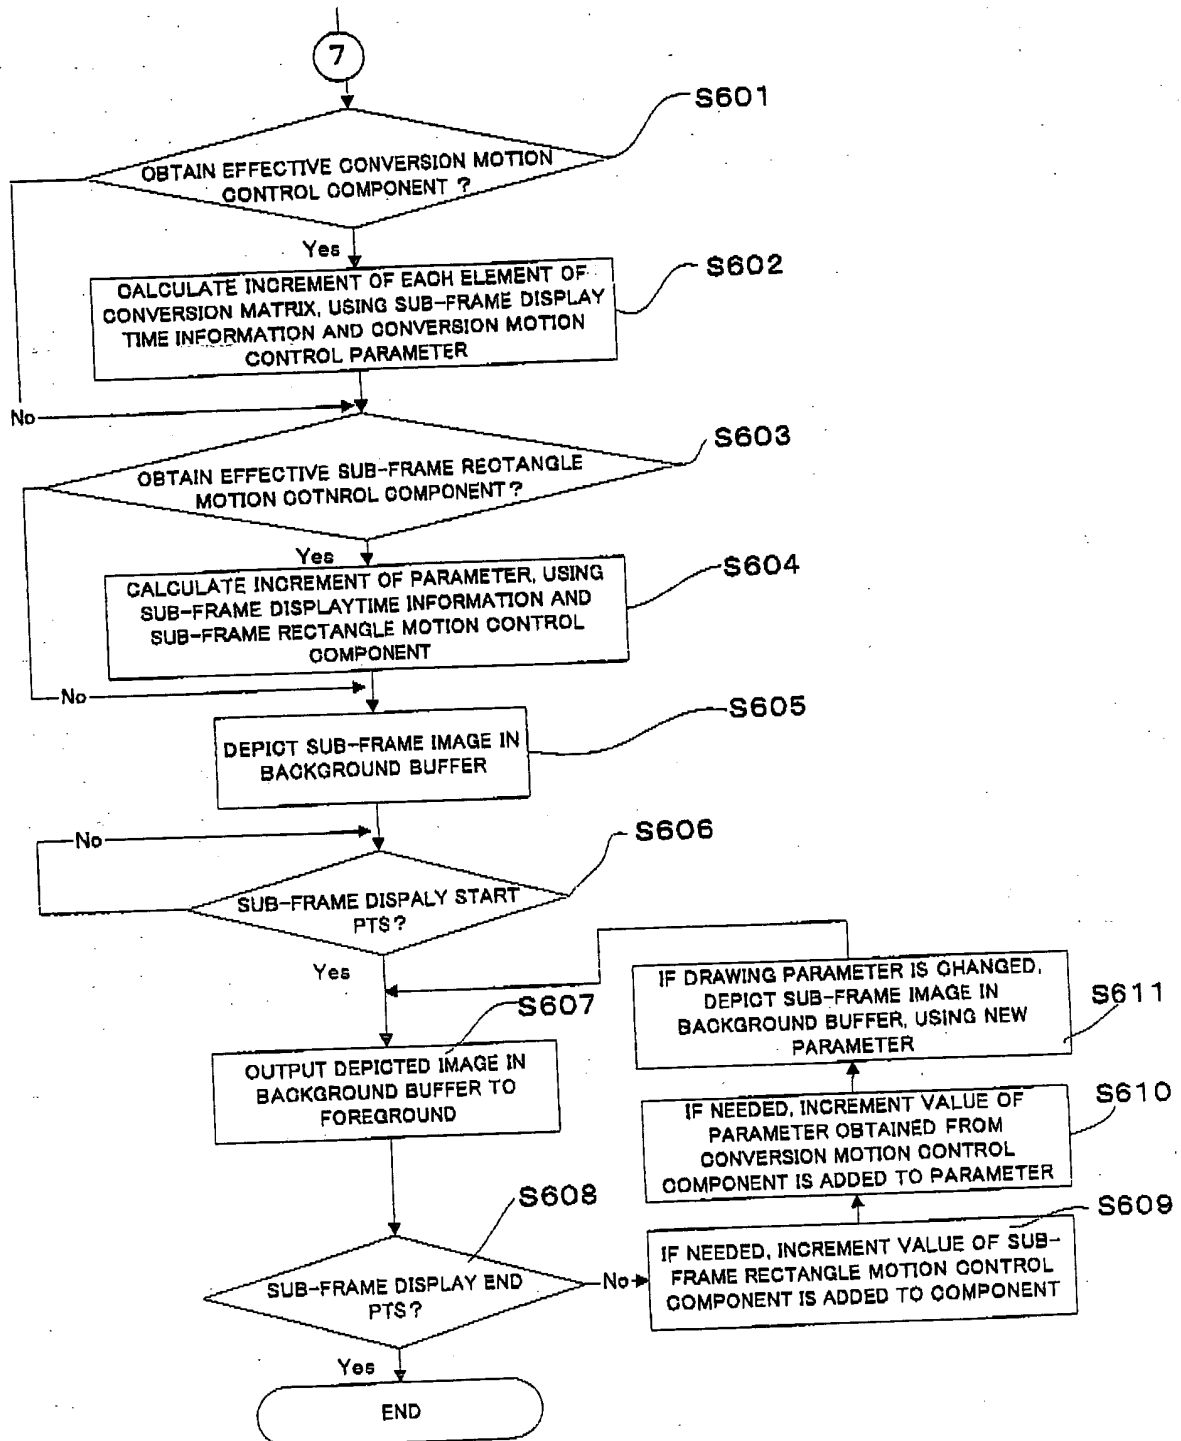 7
S601
OBTAIN EFFECTIVE CONVERSION MOTION
CONTROL COMPONENT ?
Yes
S602
CALCULATE INCREMENT OF EACH ELEMENT OF
CONVERSION MATRIX, USING SUB-FRAME DISPLAY
TIME INFORMATION AND CONVERSION MOTION
CONTROL PARAMETER
No
S603
OBTAIN EFFECTIVE SUB-FRAME RECTANGLE
MOTION COTNROL COMPONENT?
Yes
S604
CALCULATE INCREMENT OF PARAMETER, USING
SUB-FRAME DISPLAYTIME INFORMATION AND
SUB-FRAME RECTANGLE MOTION CONTROL
COMPONENT
No
S605
DEPICT SUB-FRAME IMAGE IN
BACKGROUND BUFFER
No
S606
SUB-FRAME DISPALY START
PTS?
Yes
S607
OUTPUT DEPICTED IMAGE IN
BACKGROUND BUFFER TO
FOREGROUND
S608
SUB-FRAME DISPLAY END
PTS?
No
Yes
END
S609
IF NEEDED, INCREMENT VALUE OF SUB-
FRAME RECTANGLE MOTION CONTROL
COMPONENT IS ADDED TO COMPONENT
S610
IF NEEDED, INCREMENT VALUE OF
PARAMETER OBTAINED FROM
CONVERSION MOTION CONTROL
COMPONENT IS ADDED TO PARAMETER
S611
IF DRAWING PARAMETER IS CHANGED,
DEPICT SUB-FRAME IMAGE IN
BACKGROUND BUFFER, USING NEW
PARAMETER